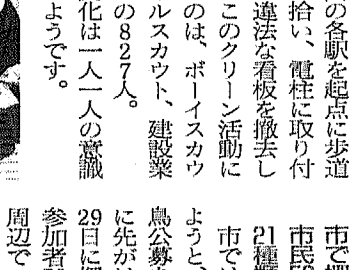 の各駅を起点に歩道
拾い、電柱に取り付
違法な看板を撤去し
このクリーン活動に
のは、ボーイスカウ
ルスカウト、建設業
の827人。
化は一人一人の意識
ようです。
市で
市民
21種
市では
ようと、
鳥公募
に先が
29日に
参加者
周辺で